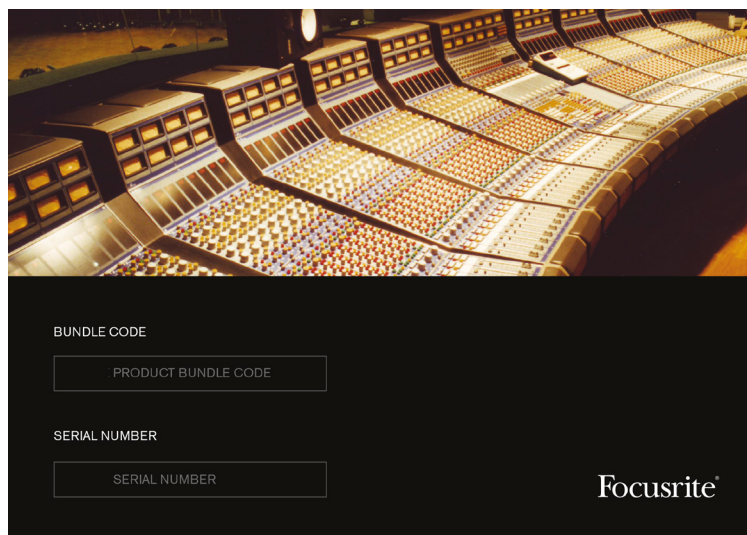 BUNDLE CODE
PRODUCT BUNDLE CODE
SERIAL NUMBER
SERIAL NUMBER
Focusrite®